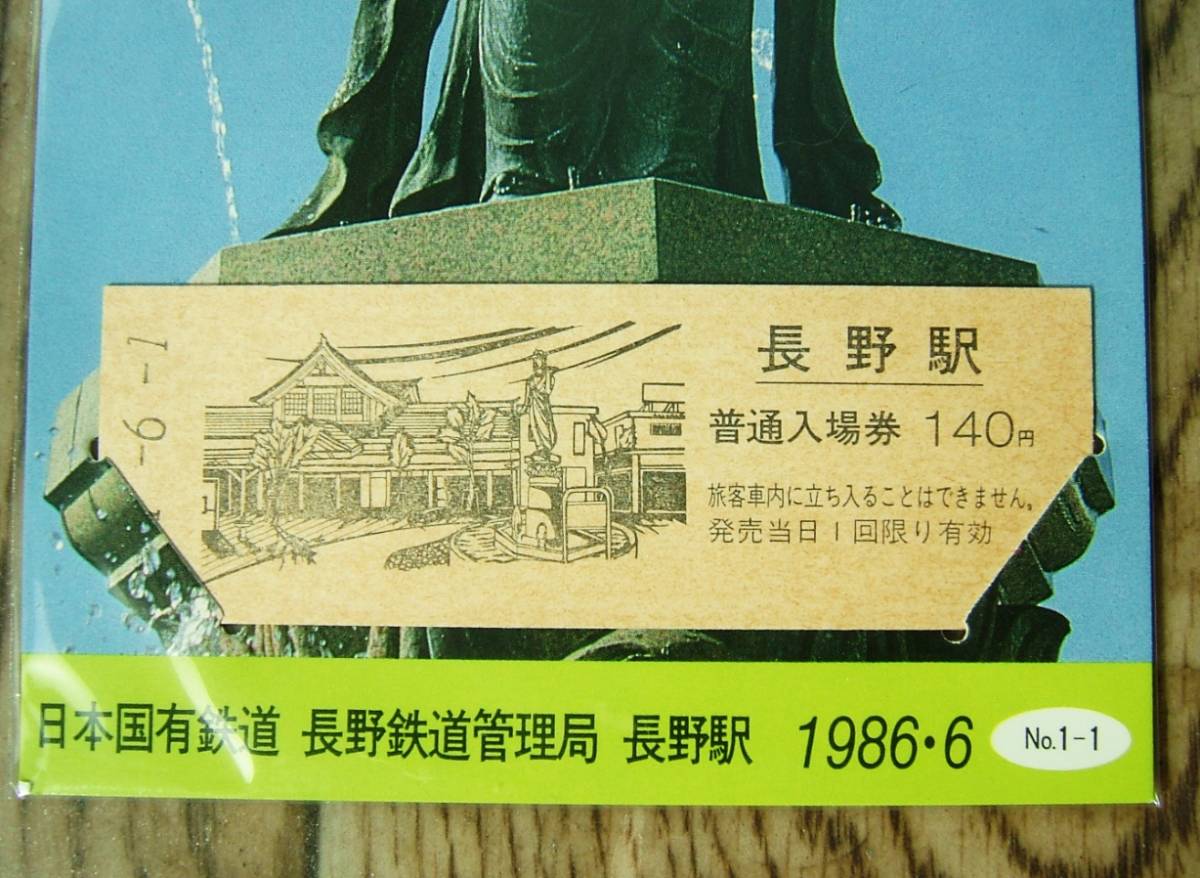 -6-1
長野駅
普通入場券 140円
旅客車内に立ち入ることはできません。
発売当日1回限り有効
日本国有鉄道 長野鉄道管理局 長野駅 1986・6 No.1-1